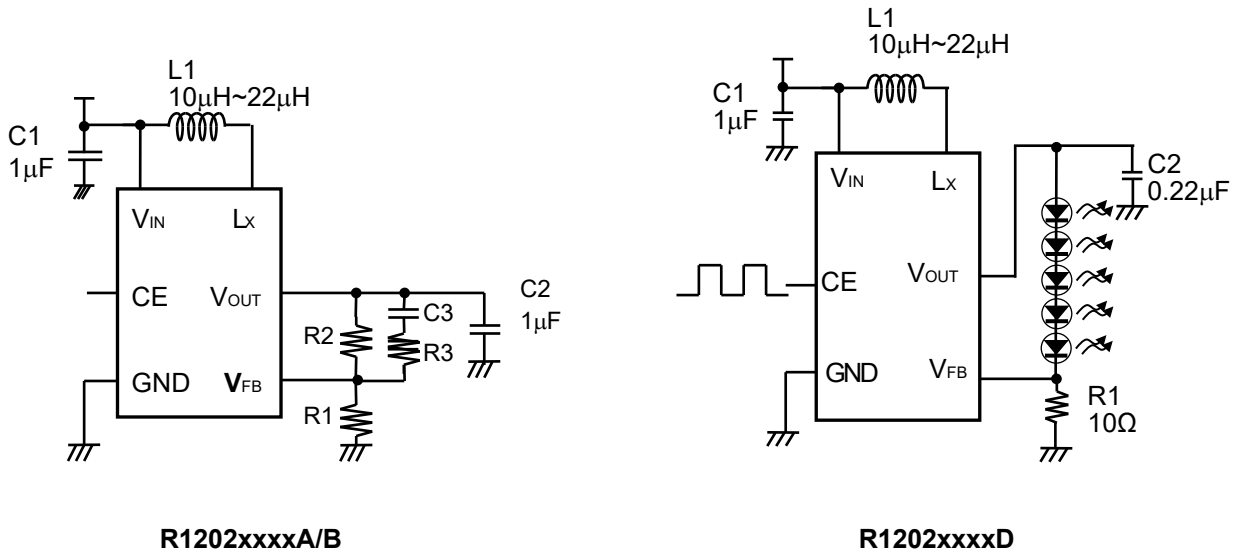 L1
10μH~22μH
C1
1μF
VIN
LX
CE
VOUT
C3
C2
1μF
R2
R3
GND
VFB
R1
R1202xxxxA/B
L1
10μH~22μH
C1
1μF
VIN
LX
C2
0.22μF
CE
VOUT
GND
VFB
R1
10Ω
R1202xxxxD